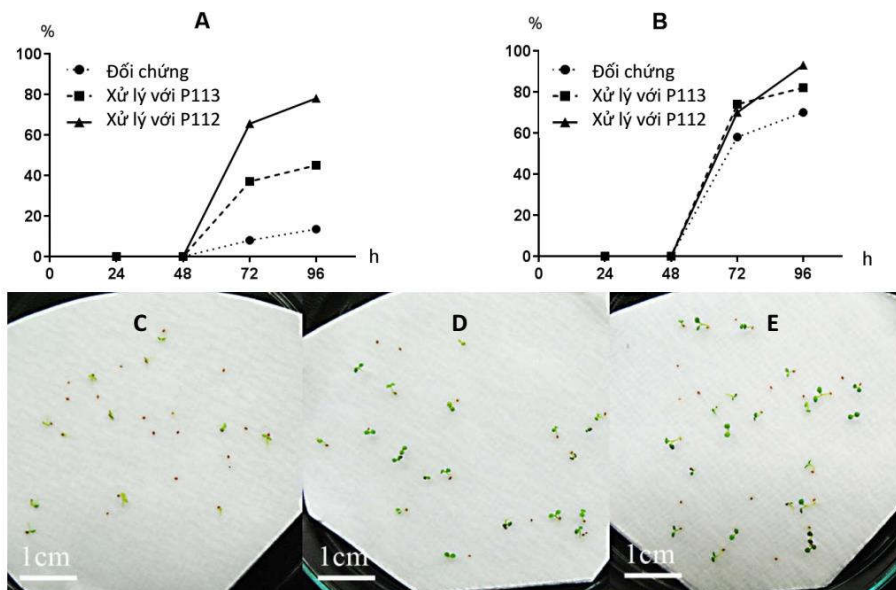 A
%
100
80
60
40
20
0
0 24 48 72 96 h
Đối chứng
Xử lý với P113
Xử lý với P112
B
%
100
80
60
40
20
0
0 24 48 72 96 h
Đối chứng
Xử lý với P113
Xử lý với P112
C
1cm
D
1cm
E
1cm